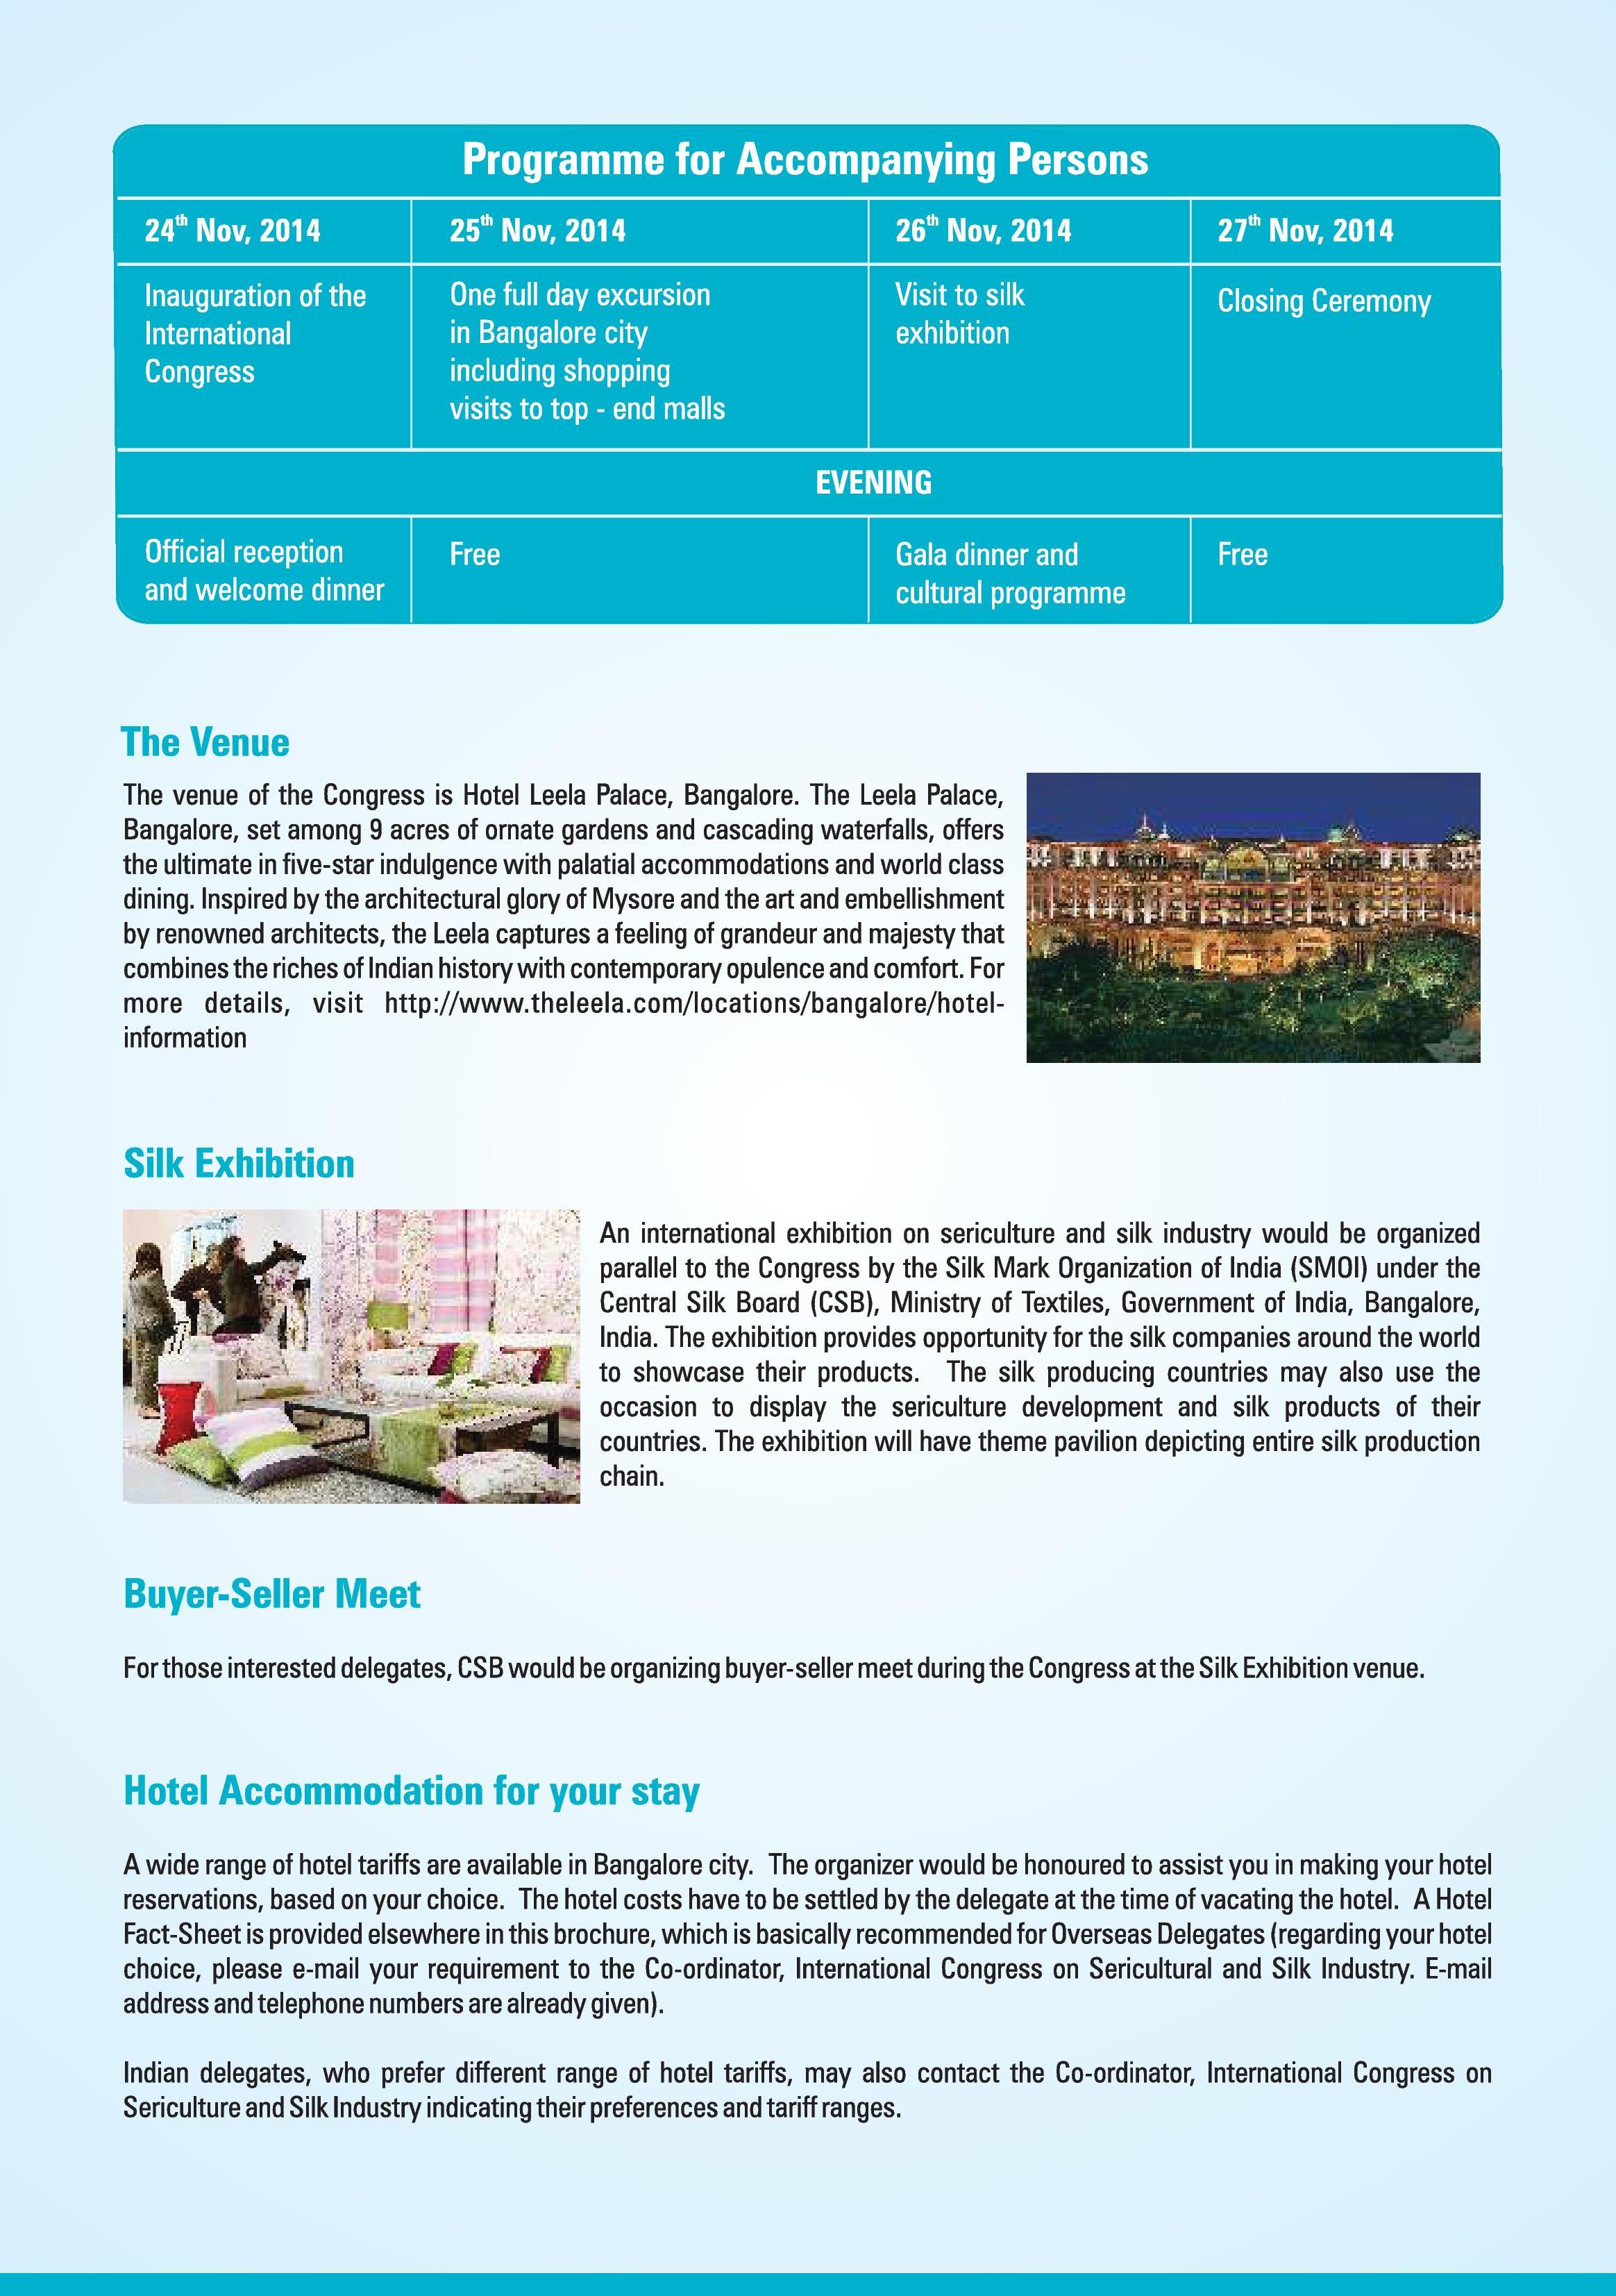 Programme for Accompanying Persons
24th Nov, 2014
25th Nov, 2014
26th Nov, 2014
27th Nov, 2014
Inauguration of the
International
Congress
One full day excursion
in Bangalore city
including shopping
visits to top - end malls
Visit to silk
exhibition
Closing Ceremony
EVENING
Official reception
and welcome dinner
Free
Gala dinner and
cultural programme
Free
The Venue
The venue of the Congress is Hotel Leela Palace, Bangalore. The Leela Palace,
Bangalore, set among 9 acres of ornate gardens and cascading waterfalls, offers
the ultimate in five-star indulgence with palatial accommodations and world class
dining. Inspired by the architectural glory of Mysore and the art and embellishment
by renowned architects, the Leela captures a feeling of grandeur and majesty that
combines the riches of Indian history with contemporary opulence and comfort. For
more details, visit http://www.theleela.com/locations/bangalore/hotel-
information
Silk Exhibition
An international exhibition on sericulture and silk industry would be organized
parallel to the Congress by the Silk Mark Organization of India (SMOI) under the
Central Silk Board (CSB), Ministry of Textiles, Government of India, Bangalore,
India. The exhibition provides opportunity for the silk companies around the world
to showcase their products. The silk producing countries may also use the
occasion to display the sericulture development and silk products of their
countries. The exhibition will have theme pavilion depicting entire silk production
chain.
Buyer-Seller Meet
For those interested delegates, CSB would be organizing buyer-seller meet during the Congress at the Silk Exhibition venue.
Hotel Accommodation for your stay
A wide range of hotel tariffs are available in Bangalore city. The organizer would be honoured to assist you in making your hotel
reservations, based on your choice. The hotel costs have to be settled by the delegate at the time of vacating the hotel. A Hotel
Fact-Sheet is provided elsewhere in this brochure, which is basically recommended for Overseas Delegates (regarding your hotel
choice, please e-mail your requirement to the Co-ordinator, International Congress on Sericultural and Silk Industry. E-mail
address and telephone numbers are already given).
Indian delegates, who prefer different range of hotel tariffs, may also contact the Co-ordinator, International Congress on
Sericulture and Silk Industry indicating their preferences and tariff ranges.